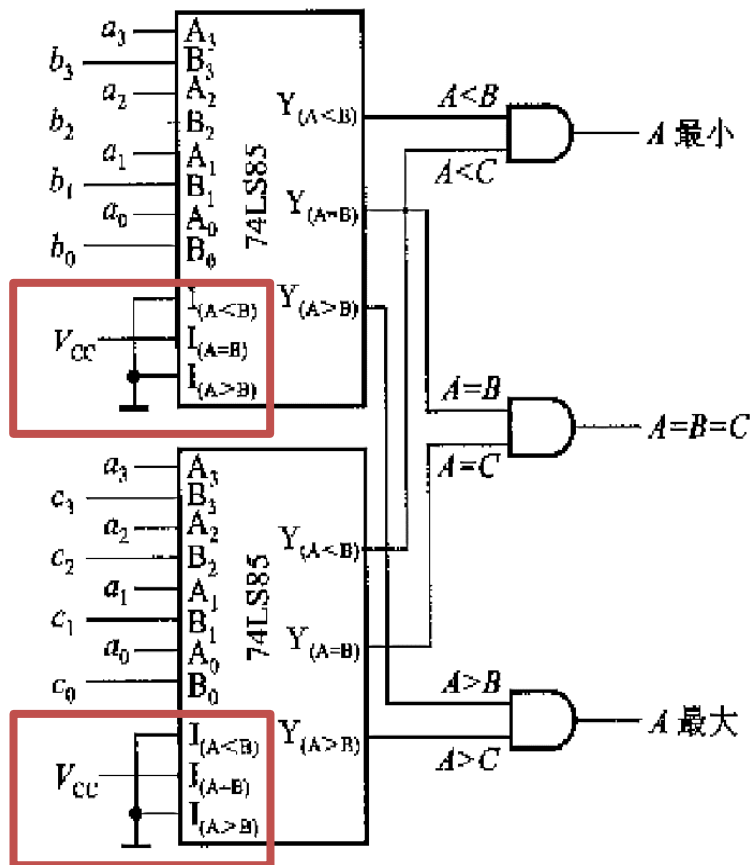 a₃ A₃
b₃ B₃
a₂ A₂
b₂ B₂
a₁ A₁
b₁ B₁
a₀ A₀
b₀ B₀
I(A<B)
V_CC I(A=B)
I(A>B)
74LS85
Y(A<B)
Y(A=B)
Y(A>B)
A<B
A<C
A 最小
A=B
A=C
A=B=C
a₃ A₃
c₃ B₃
a₂ A₂
c₂ B₂
a₁ A₁
c₁ B₁
a₀ A₀
c₀ B₀
I(A<B)
V_CC I(A=B)
I(A>B)
74LS85
Y(A<B)
Y(A=B)
Y(A>B)
A>B
A>C
A 最大